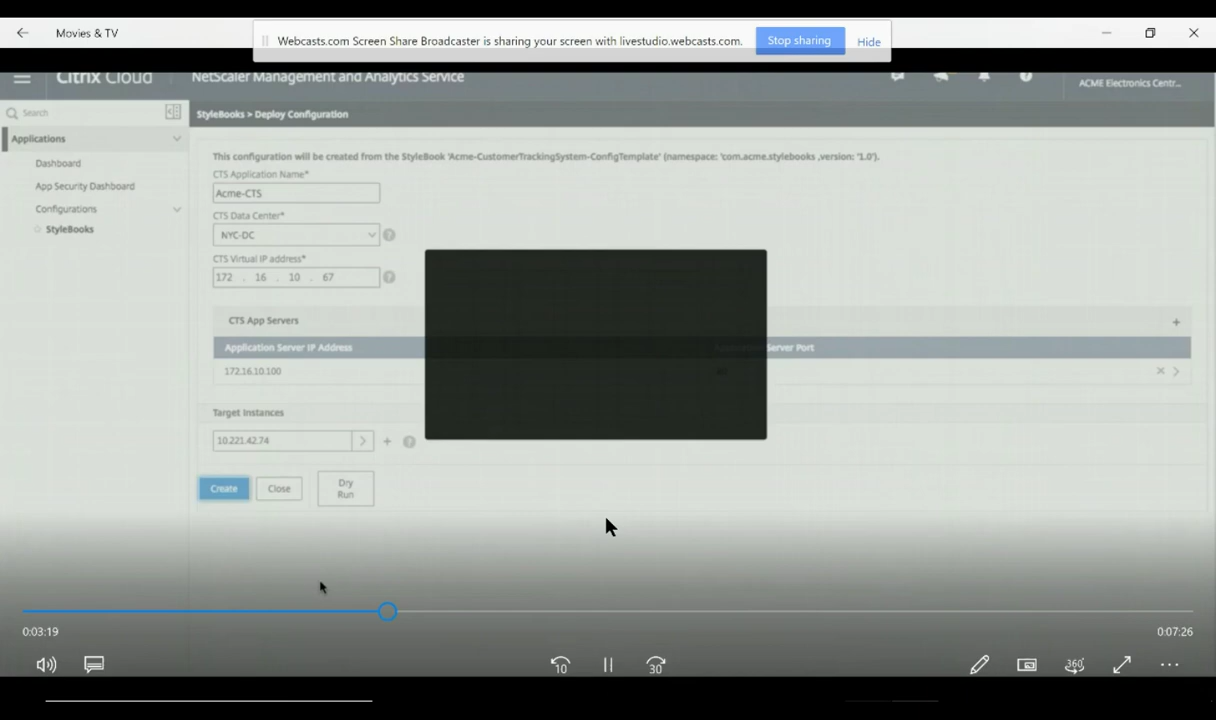 Movies & TV
Webcasts.com Screen Share Broadcaster is sharing your screen with livestudio.webcasts.com. Stop sharing Hide
Citrix Cloud NetScaler Management and Analytics Service
ACME Electronics Centr...
Search
StyleBooks > Deploy Configuration
Applications
Dashboard
App Security Dashboard
Configurations
StyleBooks
This configuration will be created from the StyleBook 'Acme-CustomerTrackingSystem-ConfigTemplate' (namespace: 'com.acme.stylebooks ,version: '1.0').
CTS Application Name*
Acme-CTS
CTS Data Center*
NYC-DC
CTS Virtual IP address*
172 . 16 . 10 . 67
CTS App Servers
Application Server IP Address Server Port
172.16.10.100
Target Instances
10.221.42.74
Create Close Dry Run
0:03:19 0:07:26
10 30 360